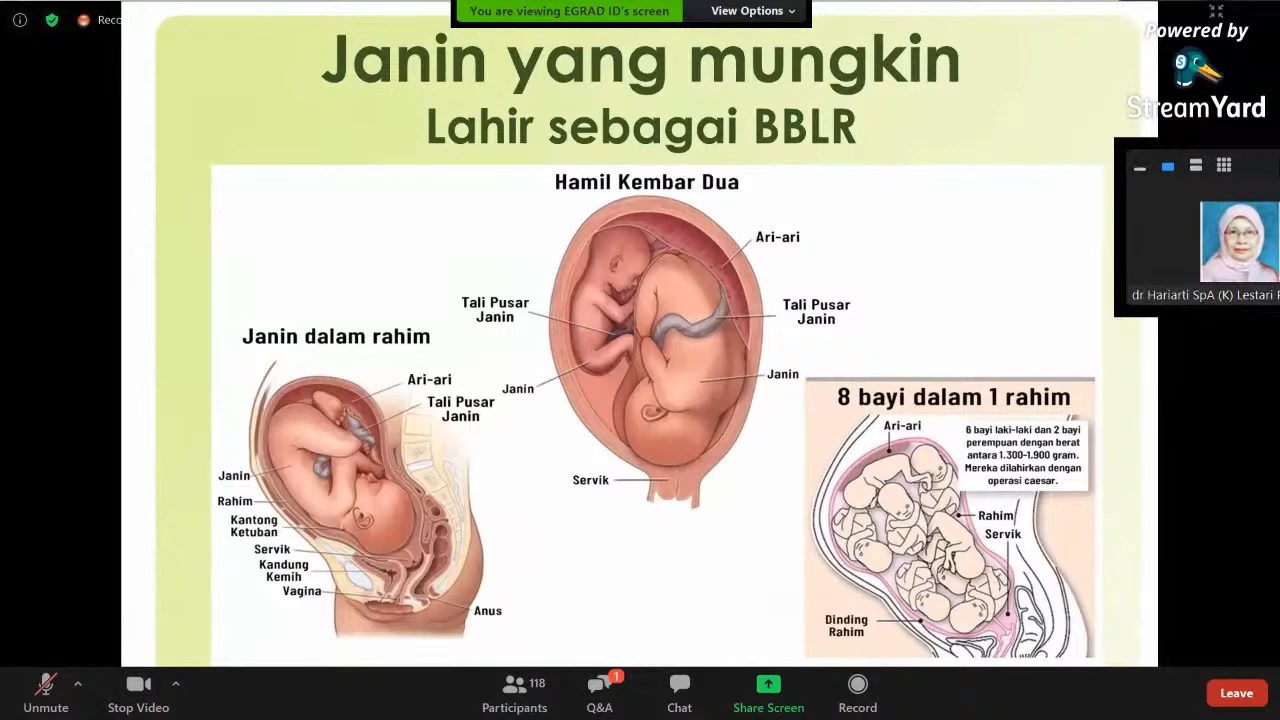 Reco
You are viewing EGRAD ID's screen
View Options
Powered by
StreamYard
Janin yang mungkin
Lahir sebagai BBLR
dr Hariarti SpA (K) Lestari
Hamil Kembar Dua
Ari-ari
Tali Pusar
Janin
Tali Pusar
Janin
Janin
Janin
Servik
Janin dalam rahim
Ari-ari
Tali Pusar
Janin
Janin
Rahim
Kantong
Ketuban
Servik
Kandung
Kemih
Vagina
Anus
8 bayi dalam 1 rahim
Ari-ari
6 bayi laki-laki dan 2 bayi
perempuan dengan berat
antara 1.300-1.900 gram.
Mereka dilahirkan dengan
operasi caesar.
Rahim
Servik
Dinding
Rahim
Unmute
Stop Video
118
Participants
1
Q&A
Chat
Share Screen
Record
Leave